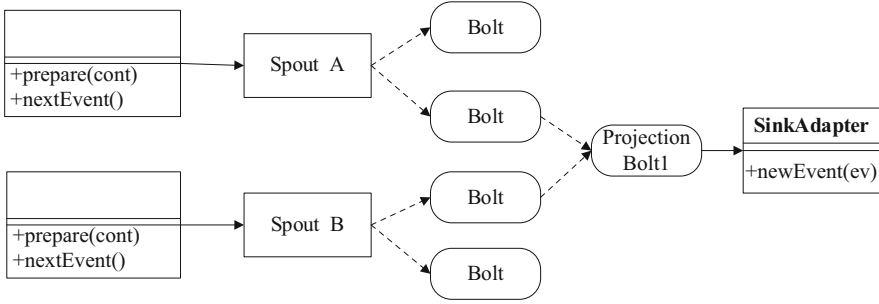 +prepare(cont)
+nextEvent()
Spout A
Bolt
Bolt
Projection
Bolt1
SinkAdapter
+newEvent(ev)
+prepare(cont)
+nextEvent()
Spout B
Bolt
Bolt